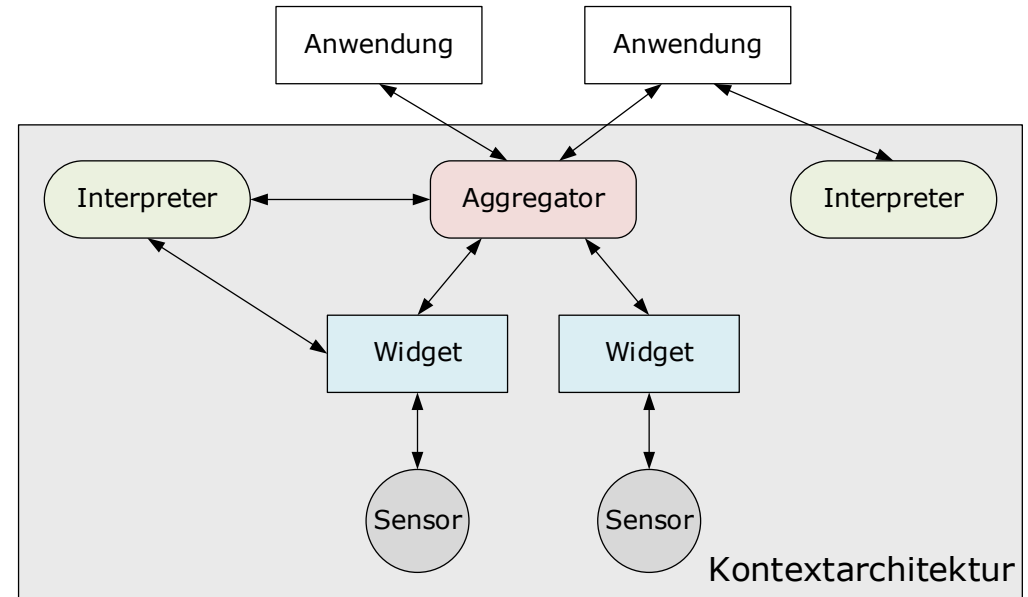 Anwendung
Anwendung
Interpreter
Aggregator
Interpreter
Widget
Widget
Sensor
Sensor
Kontextarchitektur